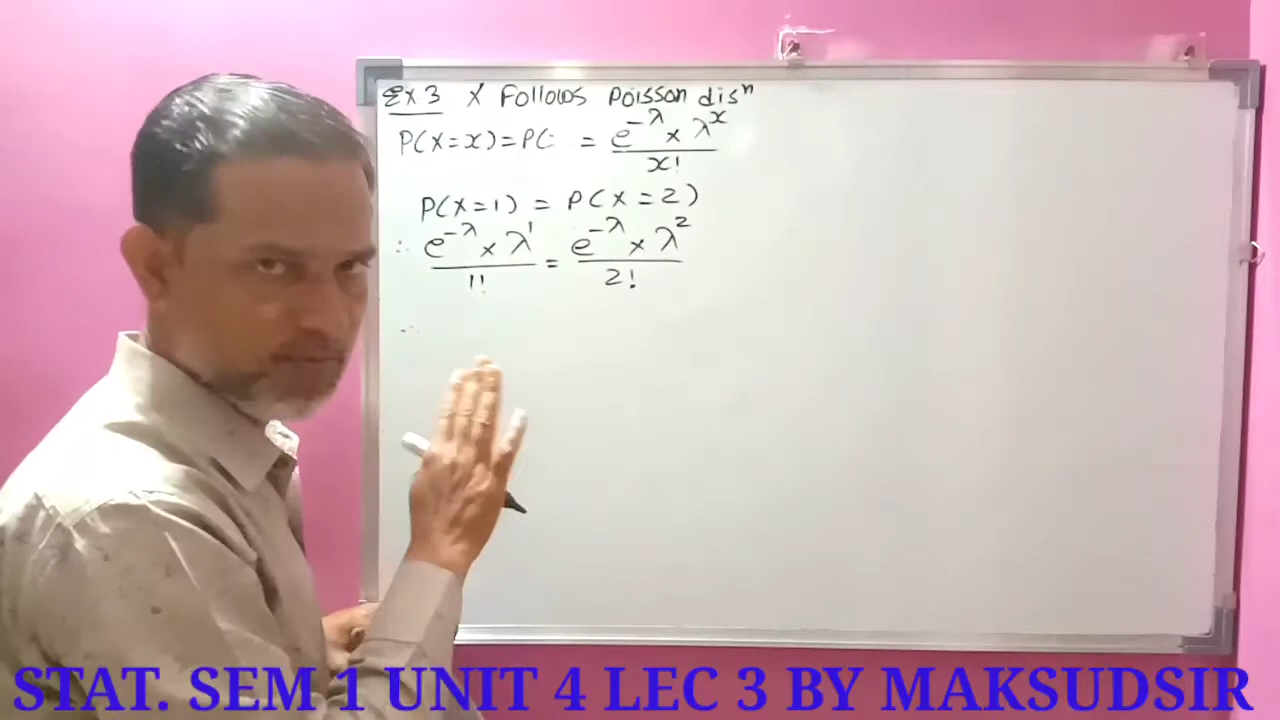 Ex 3 X Follows Poisson disⁿ
P(X=x)=P(: = e^-λ × λ^x / x!
P(X=1) = P(X=2)
∴ e^-λ × λ^1 / 1! = e^-λ × λ^2 / 2!
STAT. SEM 1 UNIT 4 LEC 3 BY MAKSUDSIR